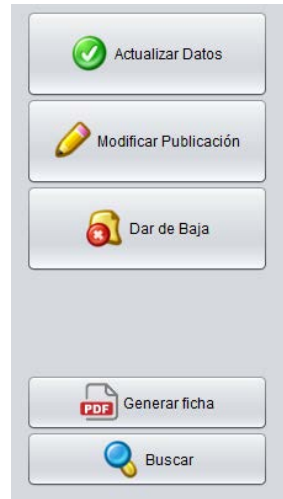 Actualizar Datos
Modificar Publicación
Dar de Baja
PDF Generar ficha
Buscar